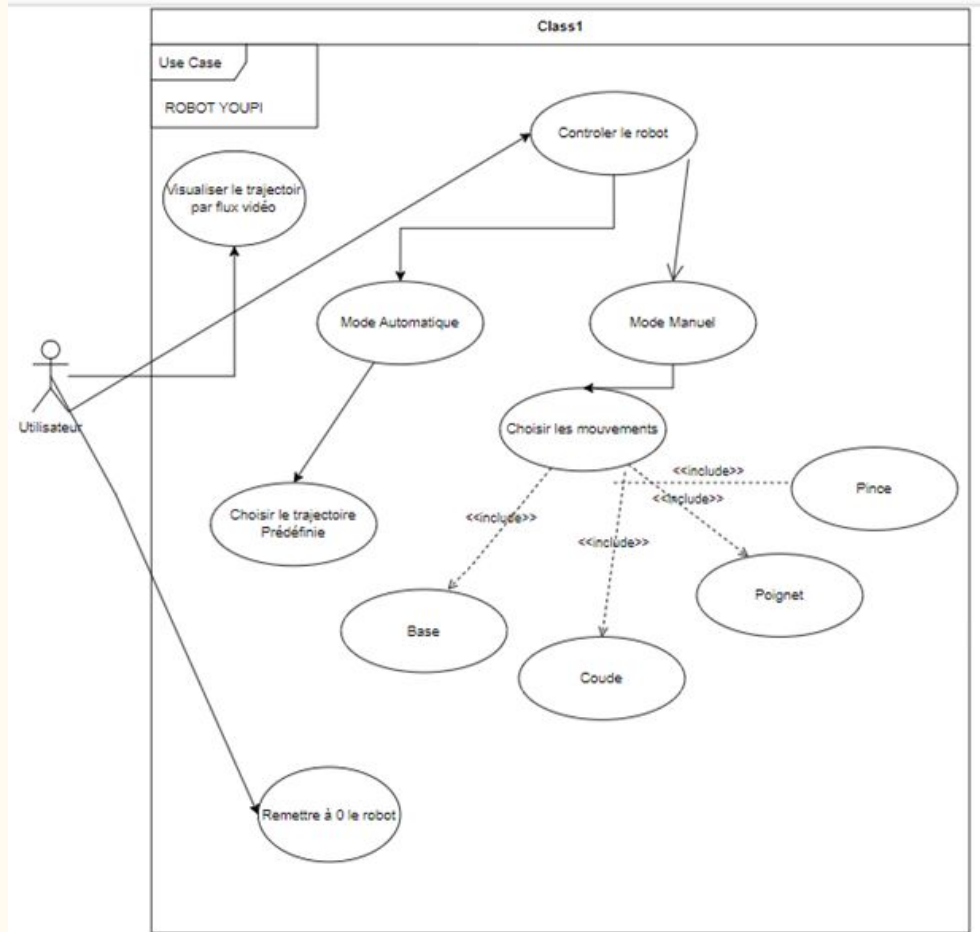 Class1
Use Case
ROBOT YOUPI
Controler le robot
Visualiser le trajectoir
par flux vidéo
Mode Automatique
Mode Manuel
Utilisateur
Choisir les mouvements
<<include>>
Pince
<<include>>
<<include>>
Choisir le trajectoire
Prédéfinie
<<include>>
Poignet
Base
Coude
Remettre à 0 le robot